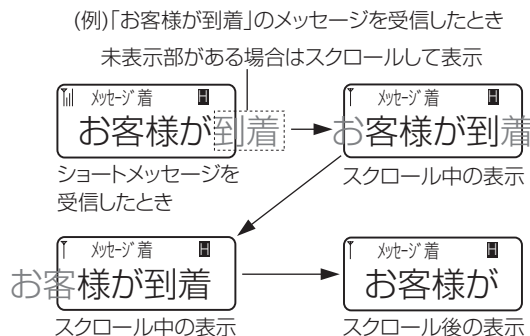 (例)「お客様が到着」のメッセージを受信したとき
未表示部がある場合はスクロールして表示
ﾒｯｾｰｼﾞ着 H
お客様が到着
ショートメッセージを
受信したとき
ﾒｯｾｰｼﾞ着 H
お客様が到着
スクロール中の表示
ﾒｯｾｰｼﾞ着 H
お客様が到着
スクロール中の表示
ﾒｯｾｰｼﾞ着 H
お客様が
スクロール後の表示